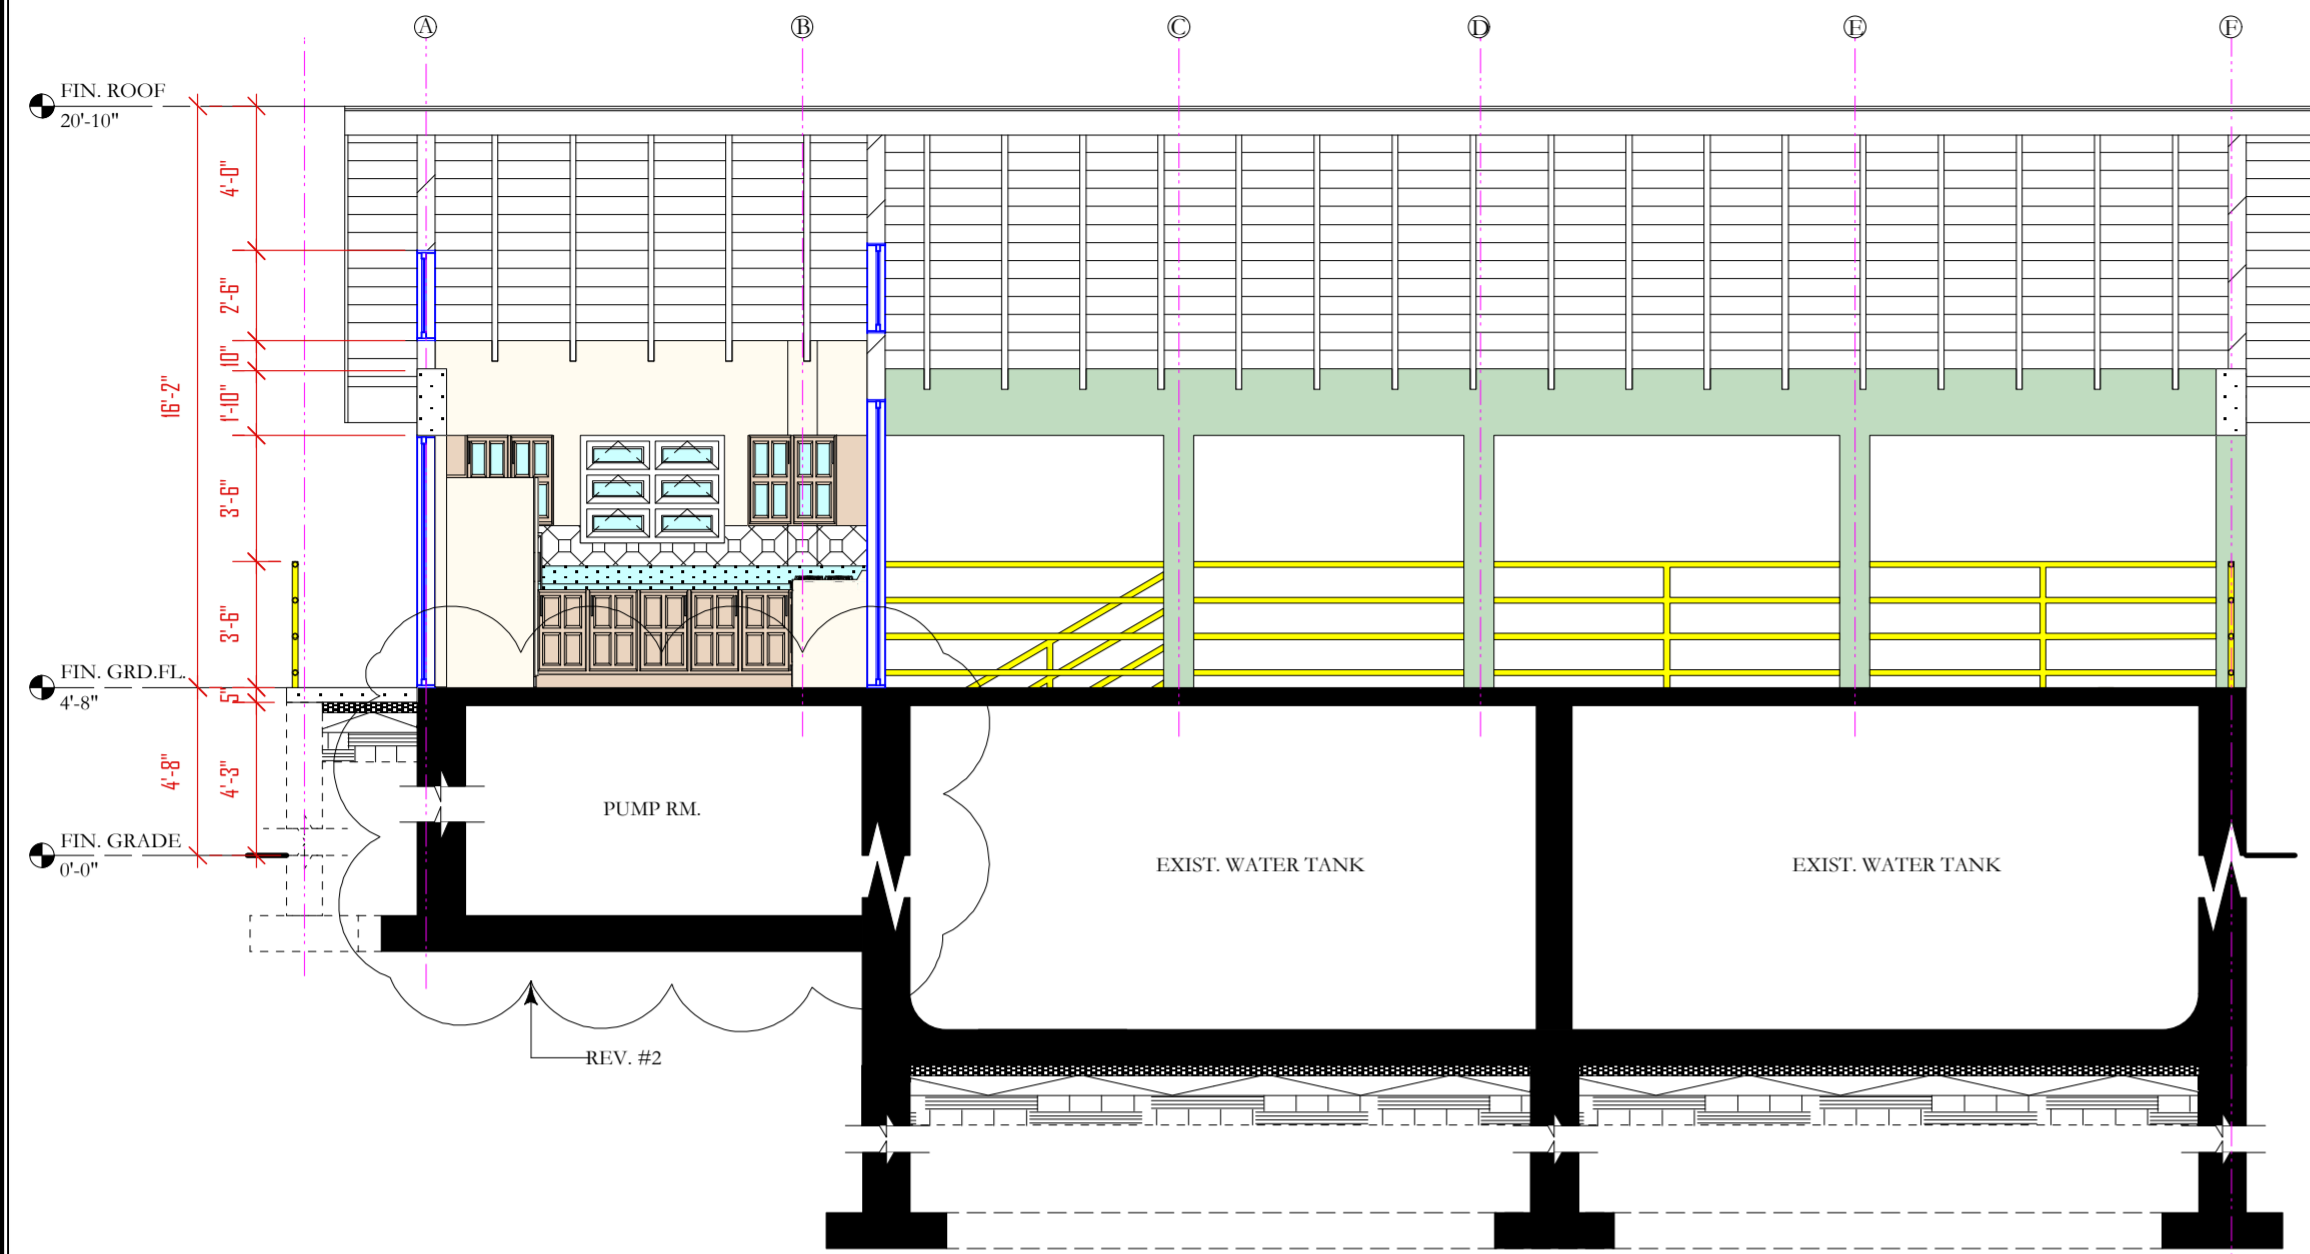 A B C D E F
FIN. ROOF
20'-10"
4'-0"
2'-6"
10"
1'-10"
16'-2"
3'-6"
3'-6"
FIN. GRD.FL.
4'-8"
5"
4'-8"
4'-3"
PUMP RM.
FIN. GRADE
0'-0"
EXIST. WATER TANK
EXIST. WATER TANK
REV. #2